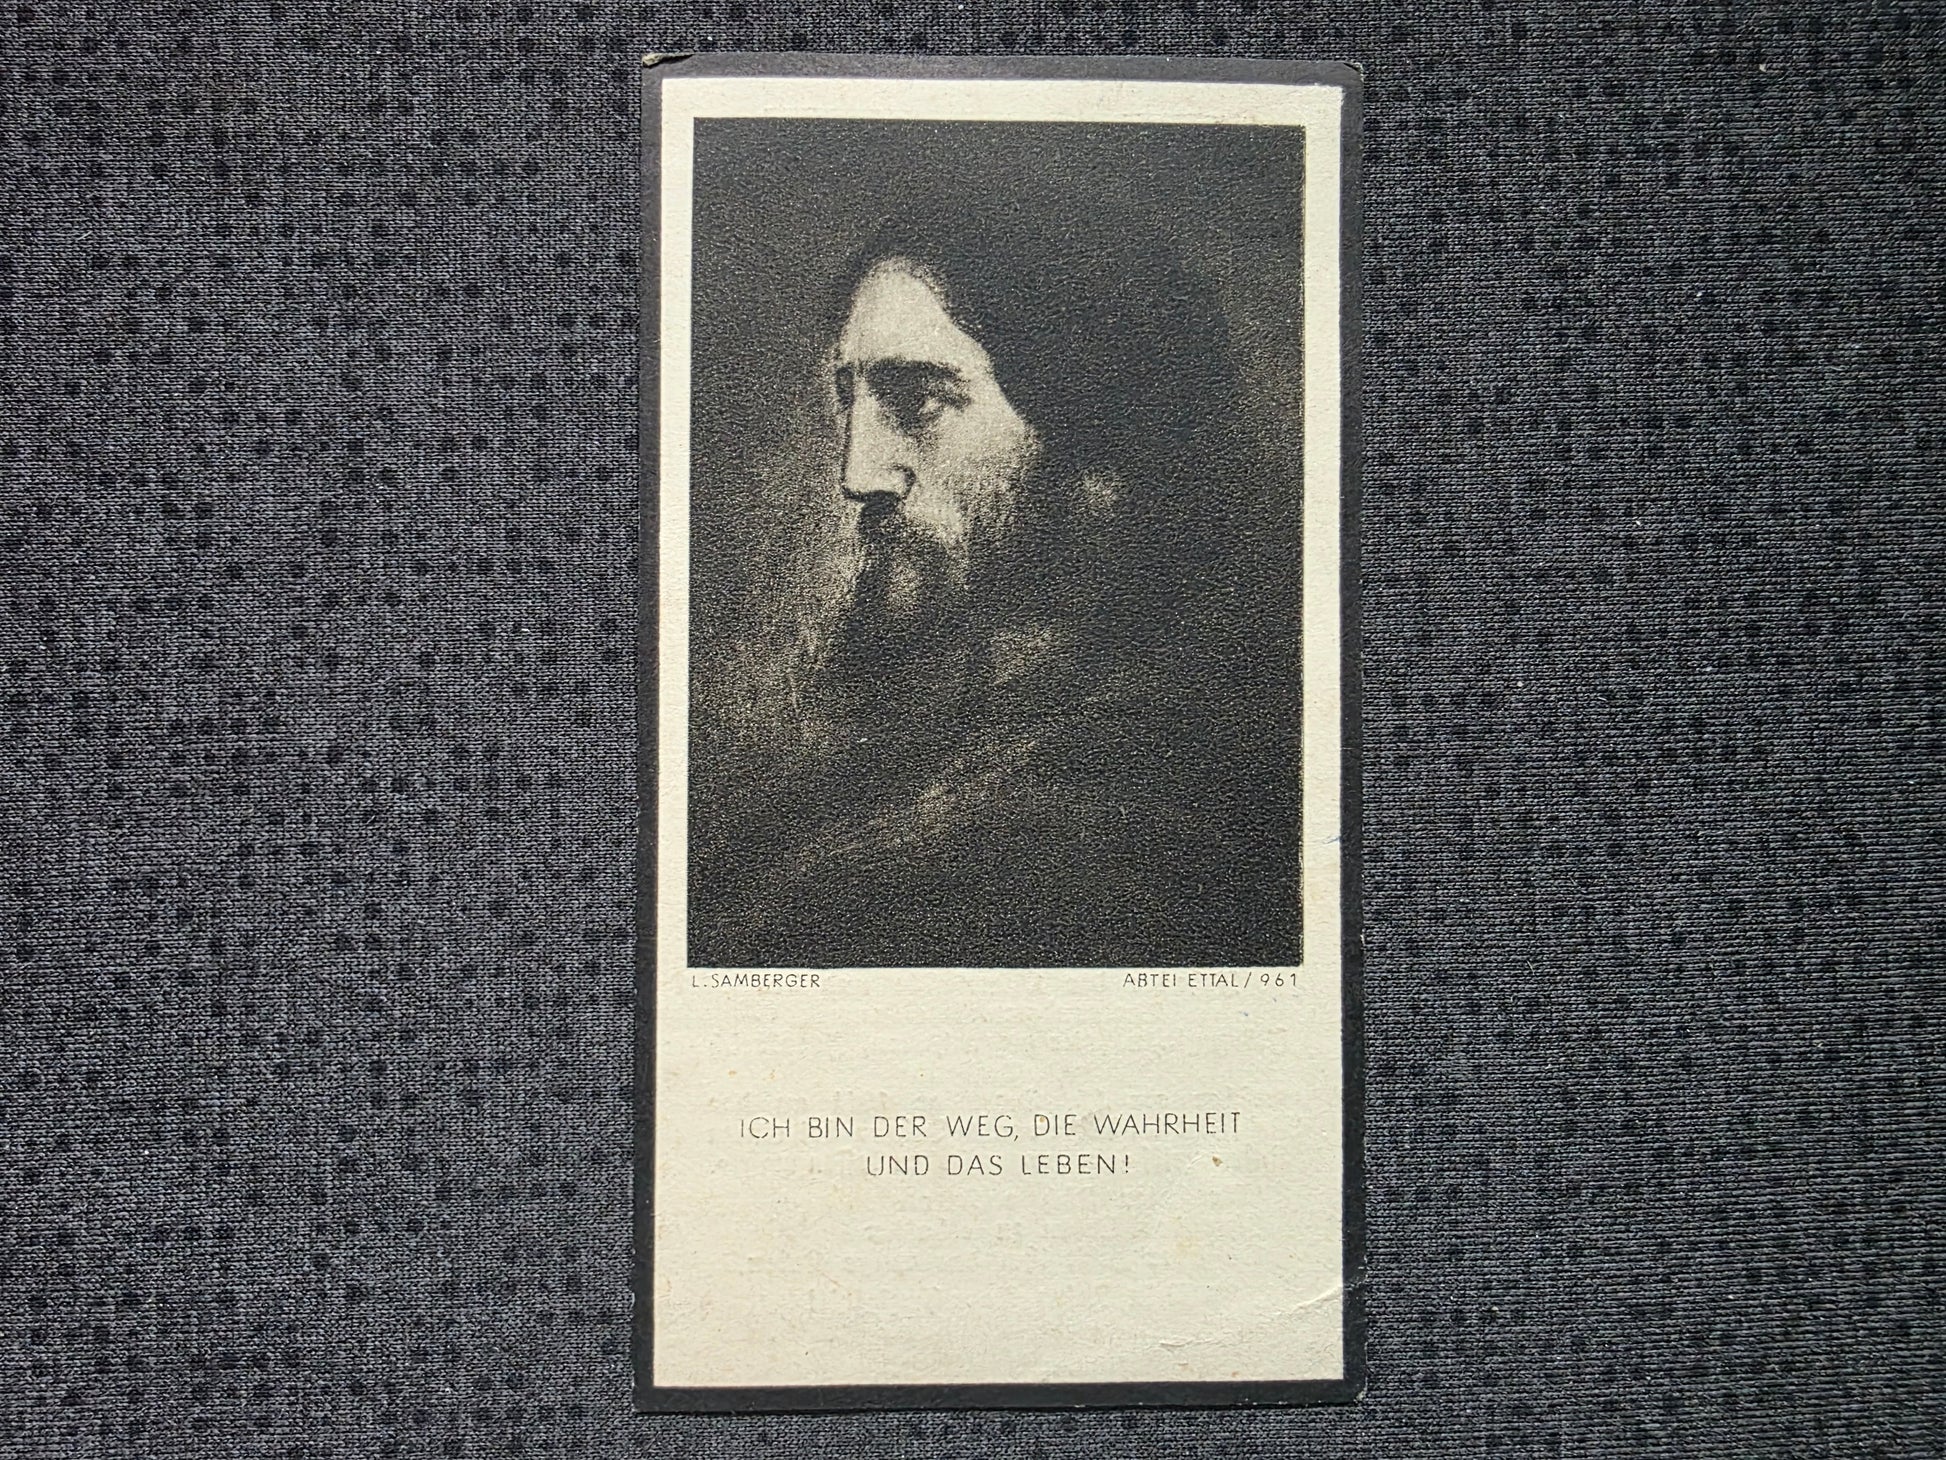 L. SAMBERGER
ABTEI ETTAL / 961
ICH BIN DER WEG, DIE WAHRHEIT
UND DAS LEBEN!